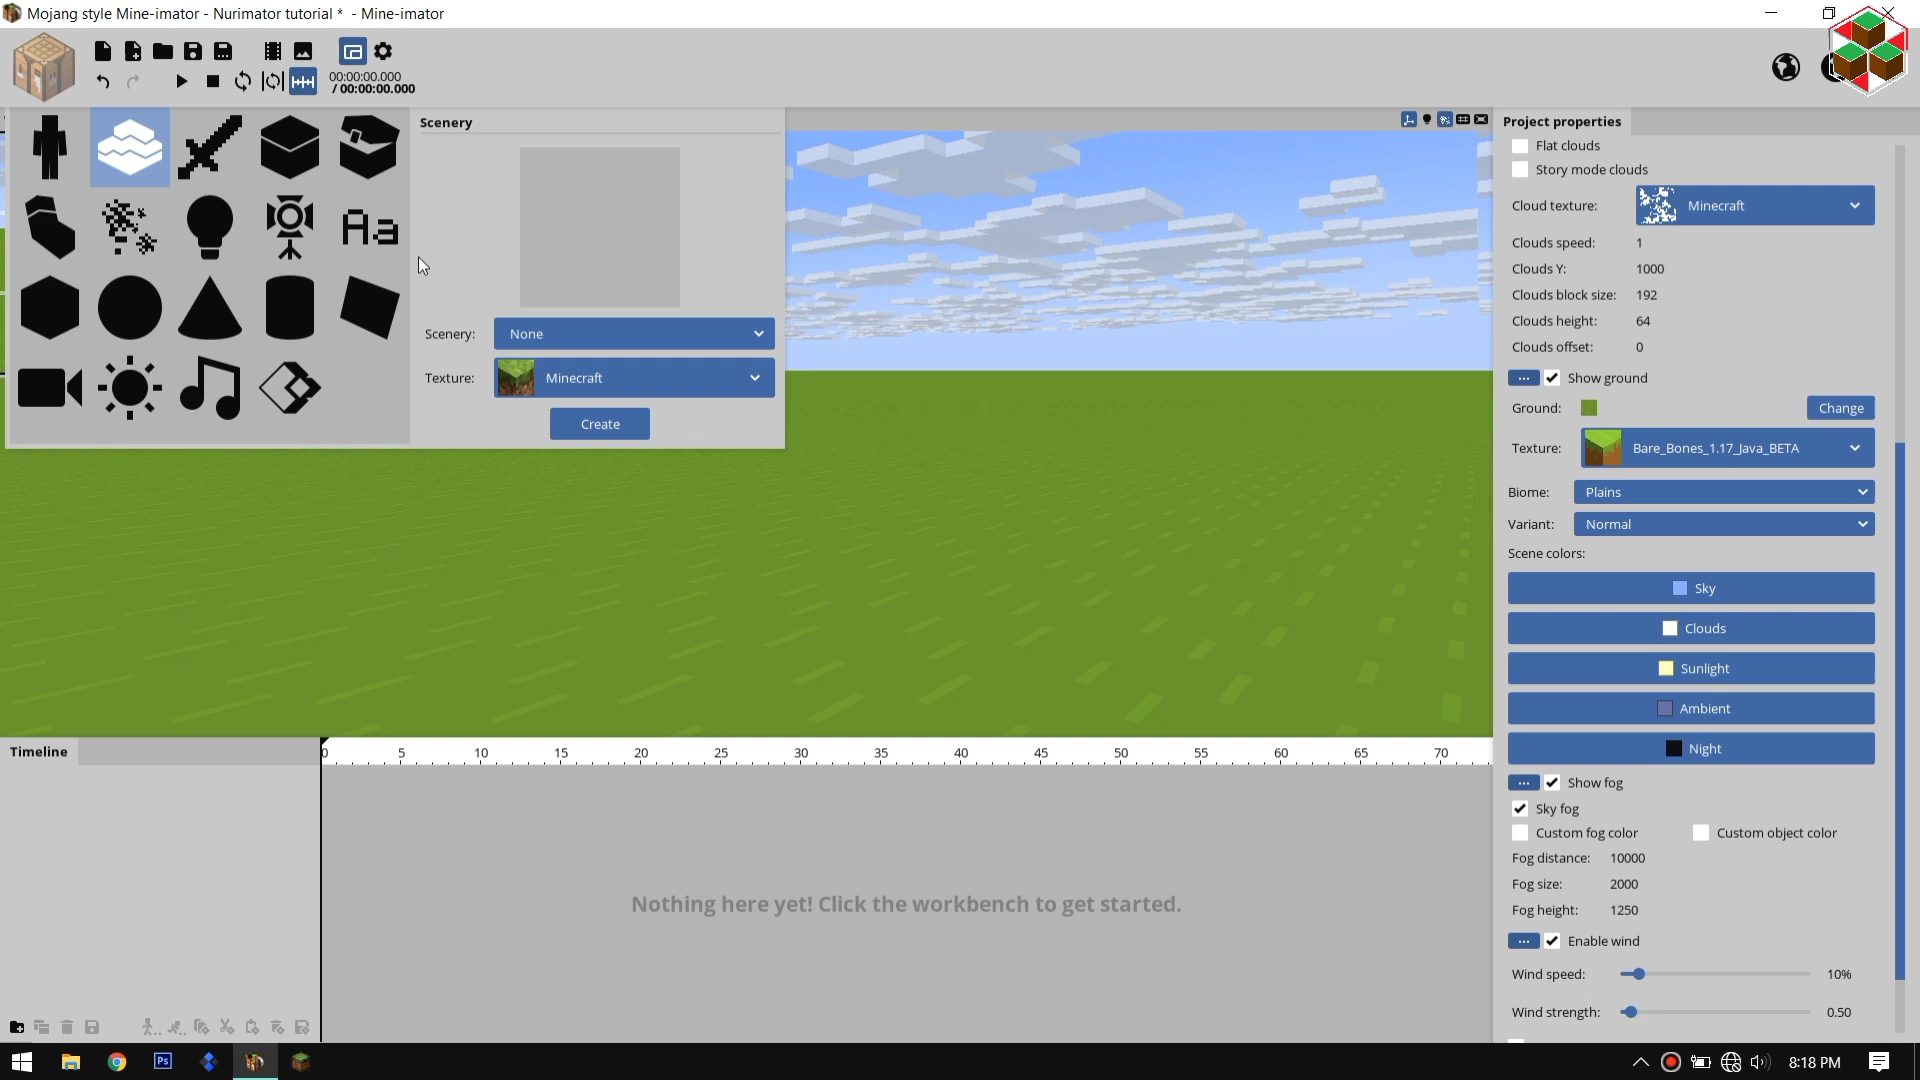 Mojang style Mine-imator - Nurimator tutorial * - Mine-imator
00:00:00.000
/ 00:00:00.000
Scenery
Aa
Scenery: None
Texture: Minecraft
Create
Project properties
Flat clouds
Story mode clouds
Cloud texture: Minecraft
Clouds speed: 1
Clouds Y: 1000
Clouds block size: 192
Clouds height: 64
Clouds offset: 0
... Show ground
Ground: Change
Texture: Bare_Bones_1.17_Java_BETA
Biome: Plains
Variant: Normal
Scene colors:
Sky
Clouds
Sunlight
Ambient
Night
... Show fog
Sky fog
Custom fog color Custom object color
Fog distance: 10000
Fog size: 2000
Fog height: 1250
... Enable wind
Wind speed: 10%
Wind strength: 0.50
Timeline
0 5 10 15 20 25 30 35 40 45 50 55 60 65 70
Nothing here yet! Click the workbench to get started.
Ps
8:18 PM